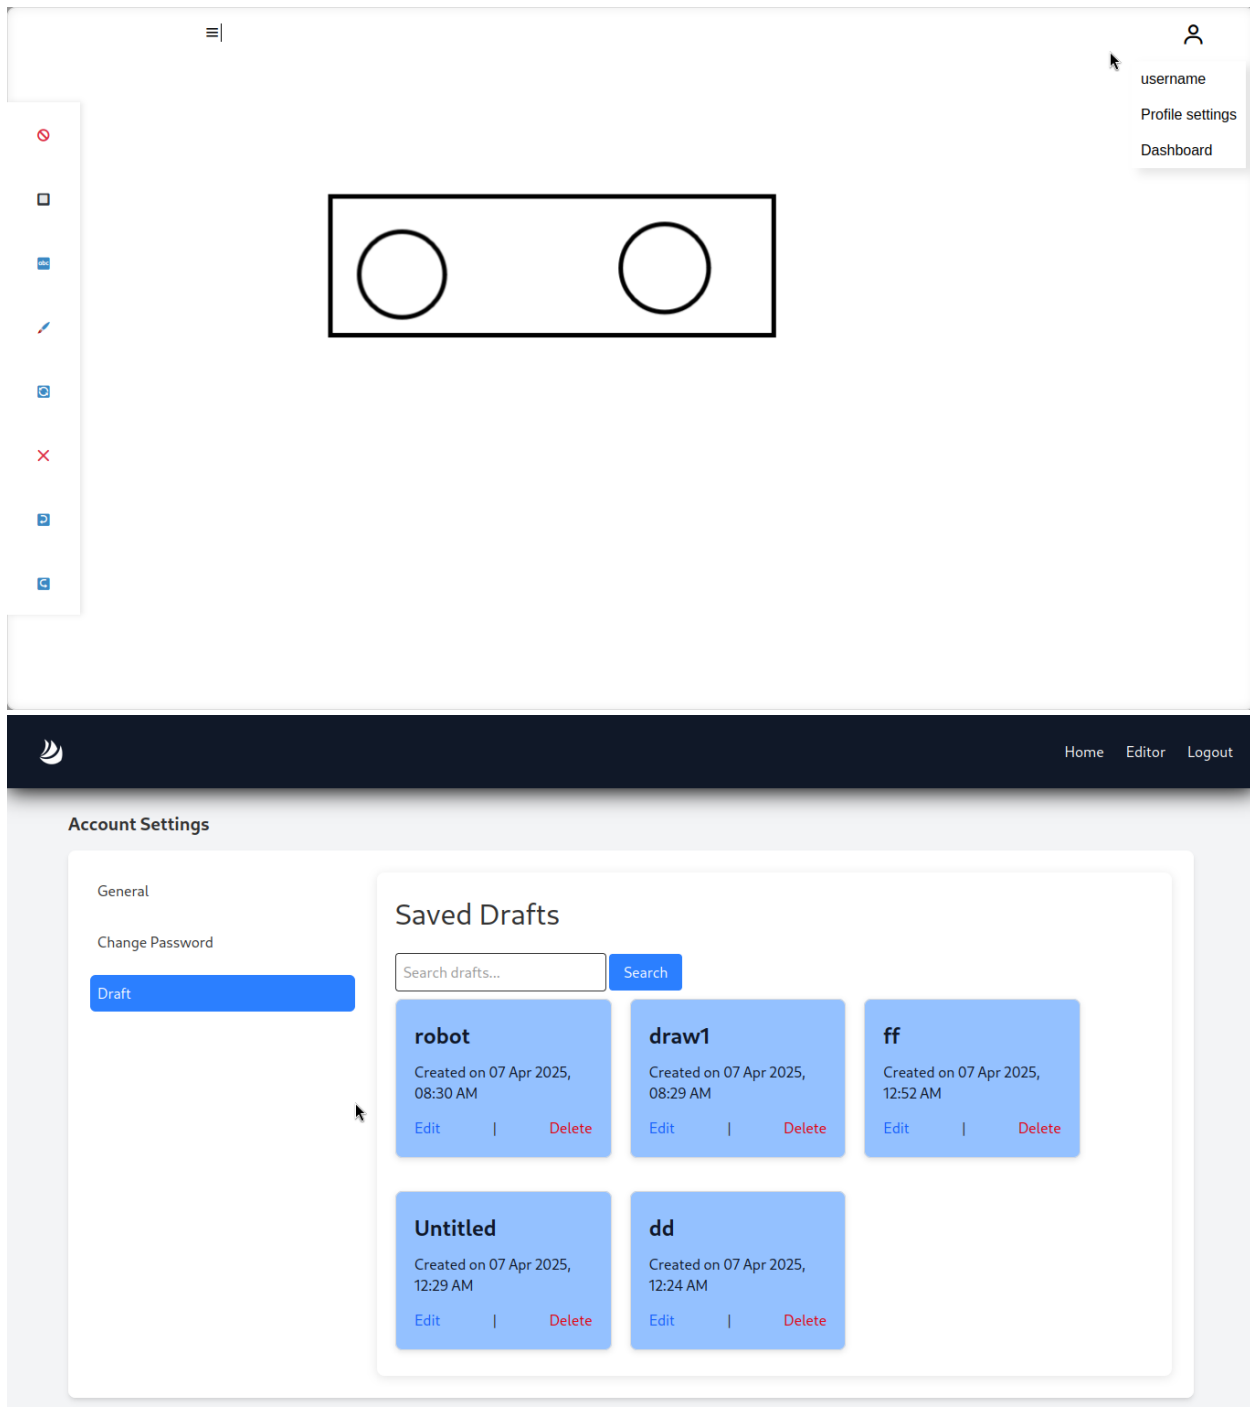 username
Profile settings
Dashboard
abc
Home Editor Logout
Account Settings
General
Change Password
Draft
Saved Drafts
Search drafts... Search
robot
Created on 07 Apr 2025,
08:30 AM
Edit | Delete
draw1
Created on 07 Apr 2025,
08:29 AM
Edit | Delete
ff
Created on 07 Apr 2025,
12:52 AM
Edit | Delete
Untitled
Created on 07 Apr 2025,
12:29 AM
Edit | Delete
dd
Created on 07 Apr 2025,
12:24 AM
Edit | Delete